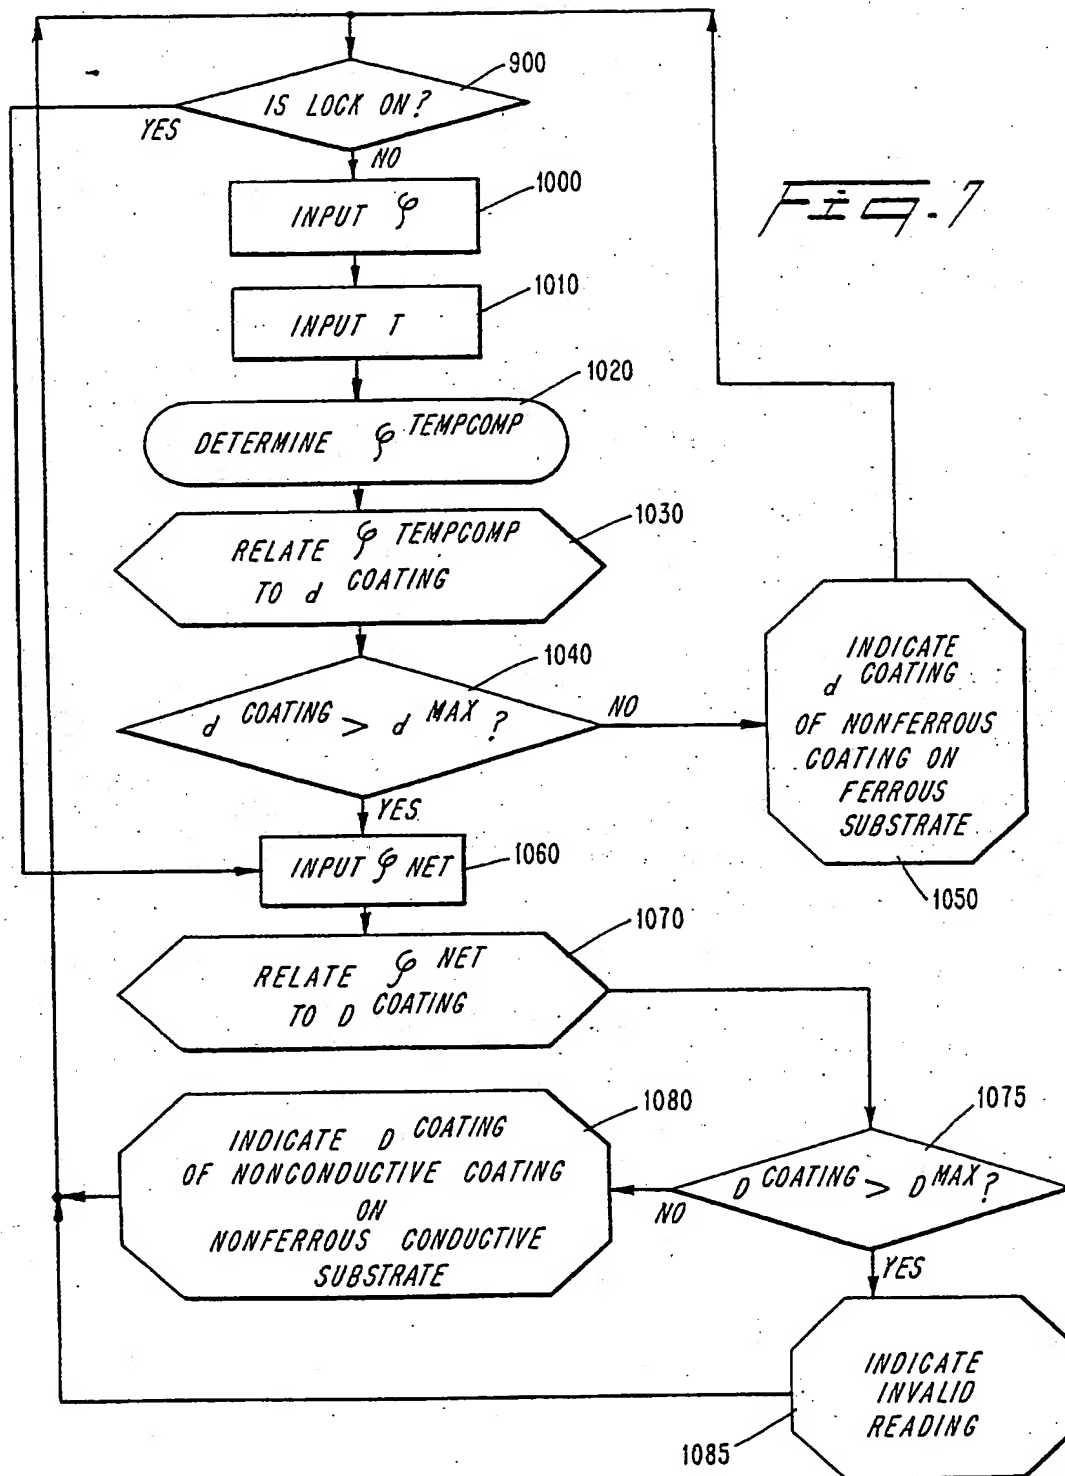 900
IS LOCK ON?
YES
NO
1000
INPUT φ
Fig. 7
1010
INPUT T
1020
DETERMINE φ TEMPCOMP
1030
RELATE φ TEMPCOMP
TO d COATING
1040
d COATING > d MAX ?
NO
YES
INDICATE
d COATING
OF NONFERROUS
COATING ON
FERROUS
SUBSTRATE
1050
1060
INPUT φ NET
1070
RELATE φ NET
TO D COATING
1080
INDICATE D COATING
OF NONCONDUCTIVE COATING
ON
NONFERROUS CONDUCTIVE
SUBSTRATE
1075
D COATING > D MAX ?
NO
YES
INDICATE
INVALID
READING
1085